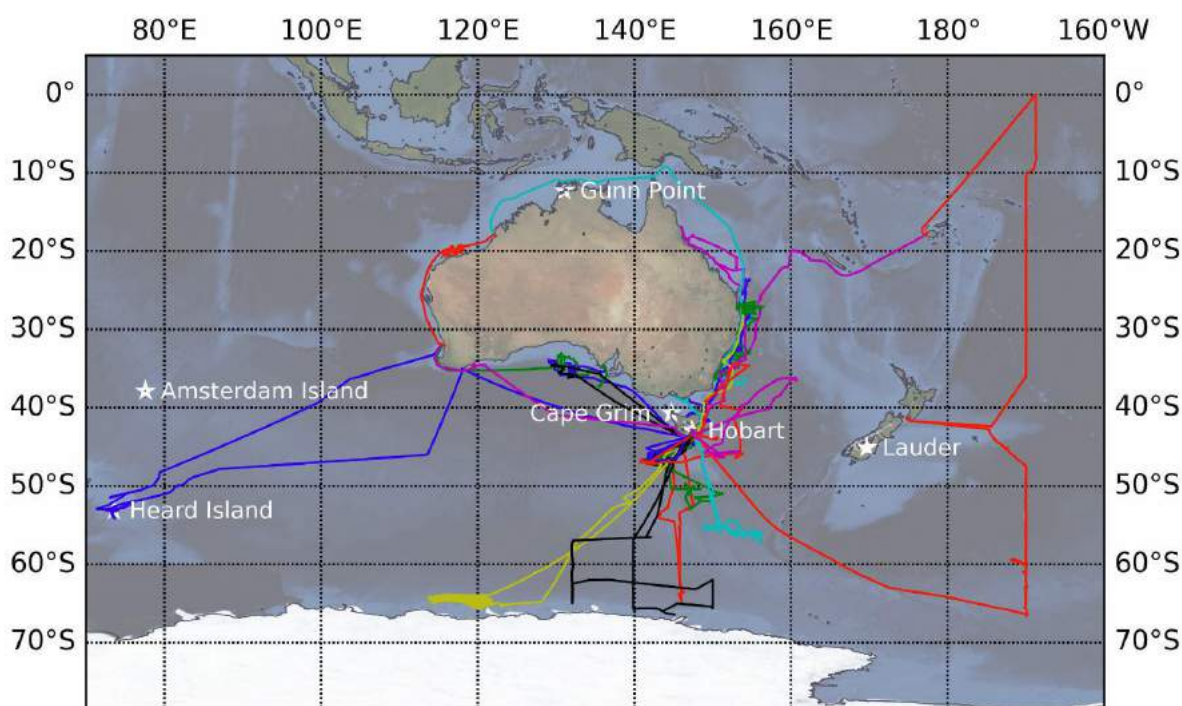 80°E 100°E 120°E 140°E 160°E 180° 160°W
0° 0°
10°S 10°S
Gunn Point
20°S 20°S
30°S 30°S
Amsterdam Island
40°S 40°S
Cape Grim
Hobart
Lauder
50°S 50°S
Heard Island
60°S 60°S
70°S 70°S